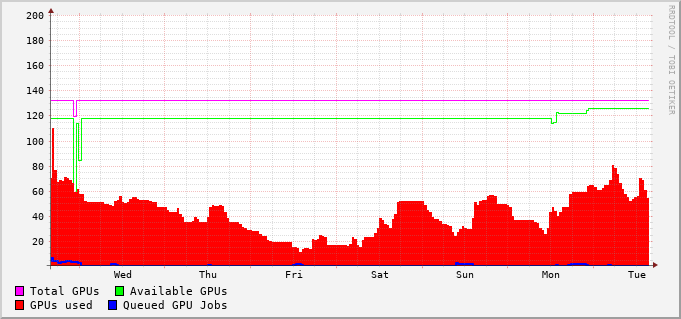 200
180
160
140
120
100
80
60
40
20
Wed Thu Fri Sat Sun Mon Tue
Total GPUs Available GPUs
GPUs used Queued GPU Jobs
RRDTOOL / TOBI OETIKER